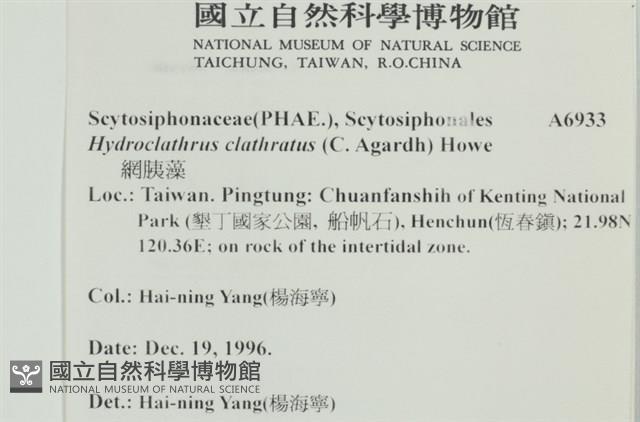 國立自然科學博物館
NATIONAL MUSEUM OF NATURAL SCIENCE
TAICHUNG, TAIWAN, R.O.CHINA
Scytosiphonaceae(PHAE.), Scytosiphonales A6933
Hydroclathrus clathratus (C. Agardh) Howe
網胰藻
Loc.: Taiwan. Pingtung: Chuanfanshih of Kenting National
Park (墾丁國家公園, 船帆石), Henchun(恆春鎮); 21.98N
120.36E; on rock of the intertidal zone.
Col.: Hai-ning Yang(楊海寧)
Date: Dec. 19, 1996.
國立自然科學博物館
NATIONAL MUSEUM OF NATURAL SCIENCE
Det.: Hai-ning Yang(楊海寧)